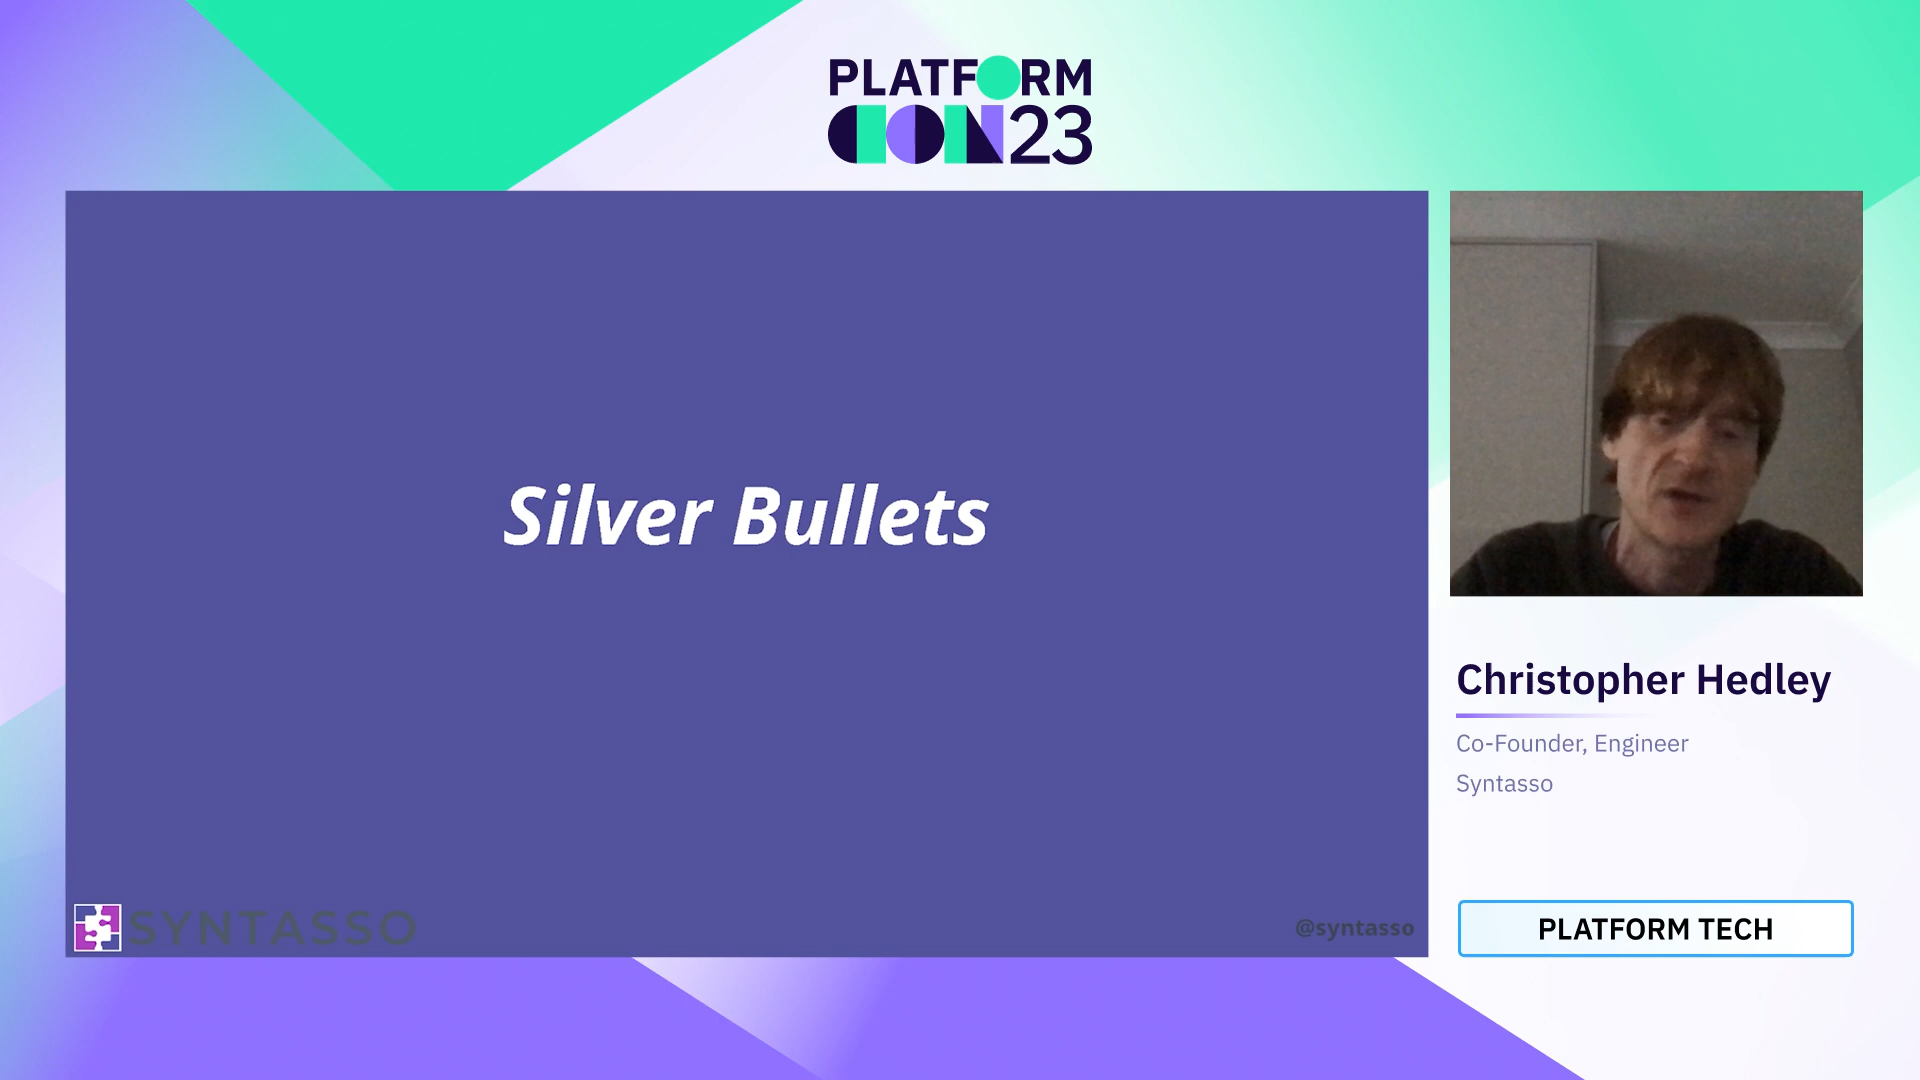 PLATFORM
CON23
Silver Bullets
SYNTASSO
@syntasso
Christopher Hedley
Co-Founder, Engineer
Syntasso
PLATFORM TECH